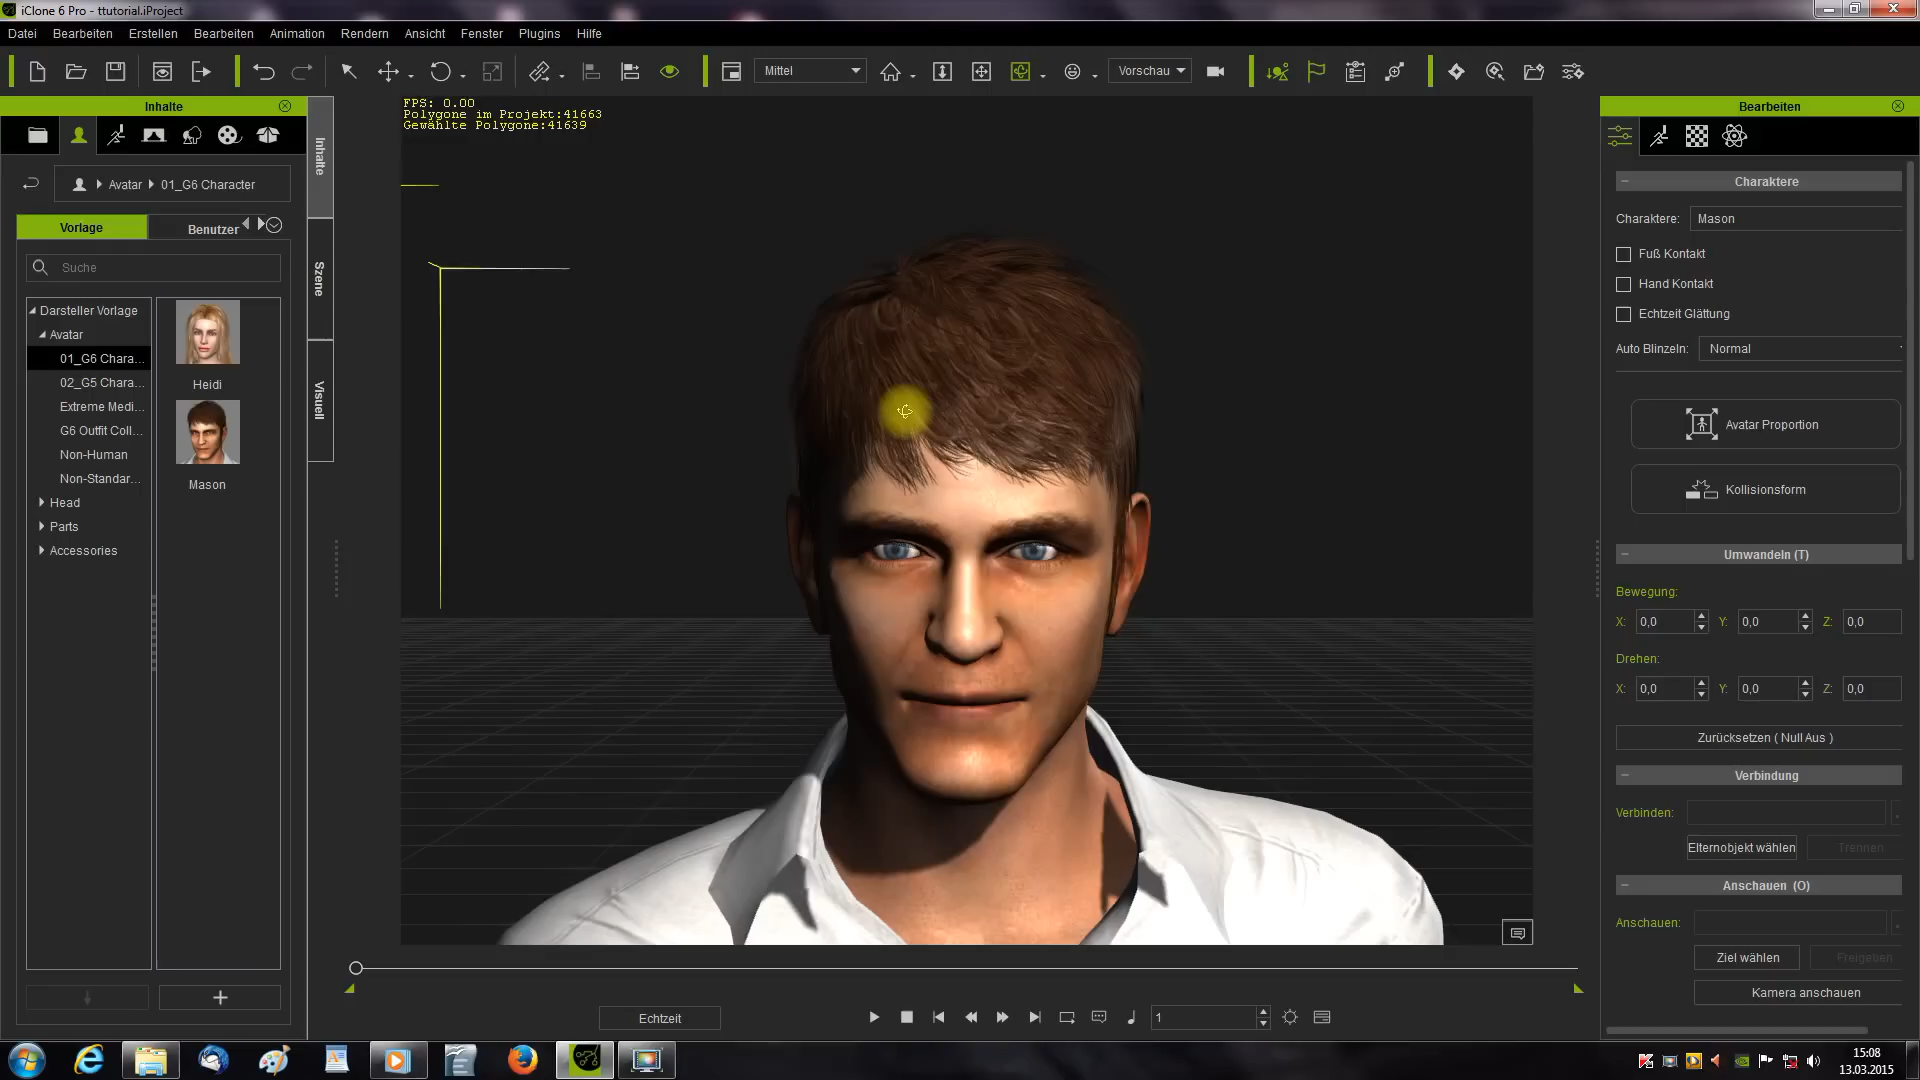 iClone 6 Pro - ttutorial.iProject
Datei Bearbeiten Erstellen Bearbeiten Animation Rendern Ansicht Fenster Plugins Hilfe
Mittel
Vorschau
Inhalte
Avatar 01_G6 Character
Vorlage Benutzer
Suche
Darsteller Vorlage
Avatar
01_G6 Chara...
02_G5 Chara...
Extreme Medi...
G6 Outfit Coll...
Non-Human
Non-Standar...
Head
Parts
Accessories
Heidi
Mason
Inhalte
Szene
Visuell
FPS: 0.00
Polygone im Projekt:41663
Gewählte Polygone:41639
Echtzeit
1
Bearbeiten
Charaktere
Charaktere: Mason
Fuß Kontakt
Hand Kontakt
Echtzeit Glättung
Auto Blinzeln: Normal
Avatar Proportion
Kollisionsform
Umwandeln (T)
Bewegung:
X: 0,0 Y: 0,0 Z: 0,0
Drehen:
X: 0,0 Y: 0,0 Z: 0,0
Zurücksetzen ( Null Aus )
Verbindung
Verbinden:
Elternobjekt wählen Trennen
Anschauen (O)
Anschauen:
Ziel wählen Freigeben
Kamera anschauen
15:08
13.03.2015